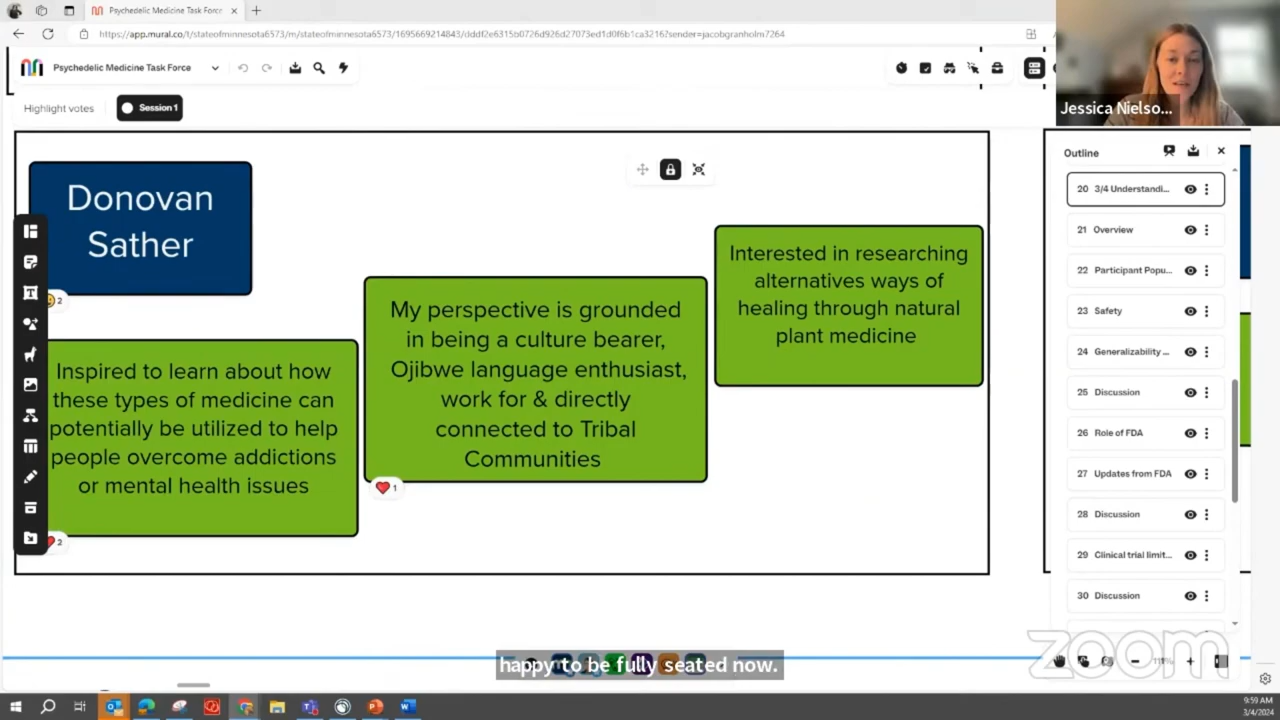 Psychedelic Medicine Task Force
https://app.mural.co/t/stateofminnesota6573/m/stateofminnesota6573/1695669214843/dddf2e6315b0726d926d27073ed1d0f6b1ca3216?sender=jacobgranholm7264
Psychedelic Medicine Task Force
Highlight votes
Session 1
Jessica Nielso...
Donovan
Sather
2
Inspired to learn about how
these types of medicine can
potentially be utilized to help
people overcome addictions
or mental health issues
2
My perspective is grounded
in being a culture bearer,
Ojibwe language enthusiast,
work for & directly
connected to Tribal
Communities
1
Interested in researching
alternatives ways of
healing through natural
plant medicine
Outline
20 3/4 Understandi...
21 Overview
22 Participant Popu...
23 Safety
24 Generalizability ...
25 Discussion
26 Role of FDA
27 Updates from FDA
28 Discussion
29 Clinical trial limit...
30 Discussion
zoom
happy to be fully seated now.
9:59 AM
3/4/2024